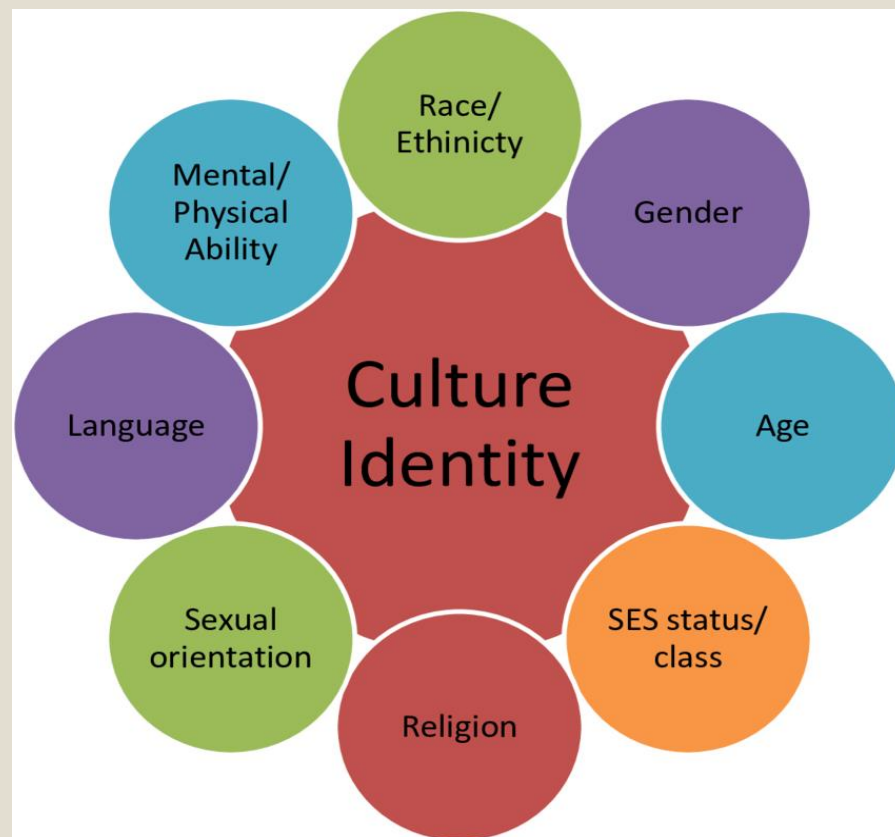 Race/
Ethinicty
Mental/
Physical
Ability
Gender
Culture
Identity
Language
Age
Sexual
orientation
SES status/
class
Religion